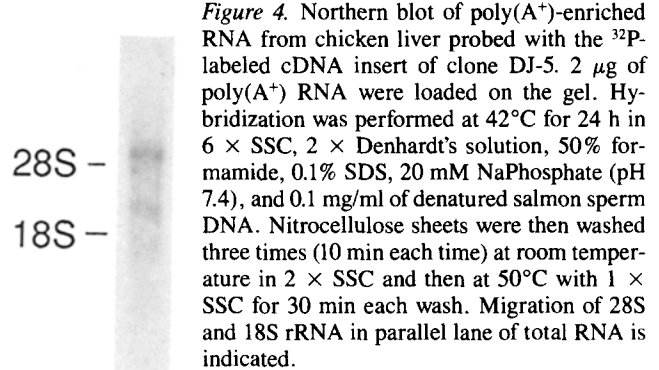 Figure 4. Northern blot of poly(A⁺)-enriched
RNA from chicken liver probed with the ³²P-
labeled cDNA insert of clone DJ-5. 2 μg of
poly(A⁺) RNA were loaded on the gel. Hy-
bridization was performed at 42°C for 24 h in
6 × SSC, 2 × Denhardt's solution, 50% for-
mamide, 0.1% SDS, 20 mM NaPhosphate (pH
7.4), and 0.1 mg/ml of denatured salmon sperm
DNA. Nitrocellulose sheets were then washed
three times (10 min each time) at room temper-
ature in 2 × SSC and then at 50°C with 1 ×
SSC for 30 min each wash. Migration of 28S
and 18S rRNA in parallel lane of total RNA is
indicated.
28S –
18S –